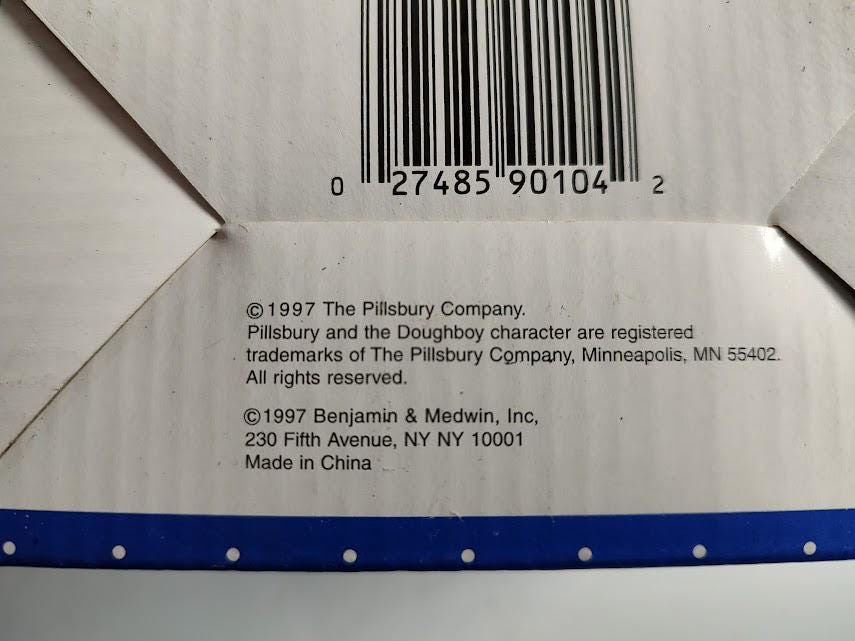 0 27485 90104 2
©1997 The Pillsbury Company.
Pillsbury and the Doughboy character are registered
trademarks of The Pillsbury Company, Minneapolis, MN 55402.
All rights reserved.
©1997 Benjamin & Medwin, Inc,
230 Fifth Avenue, NY NY 10001
Made in China